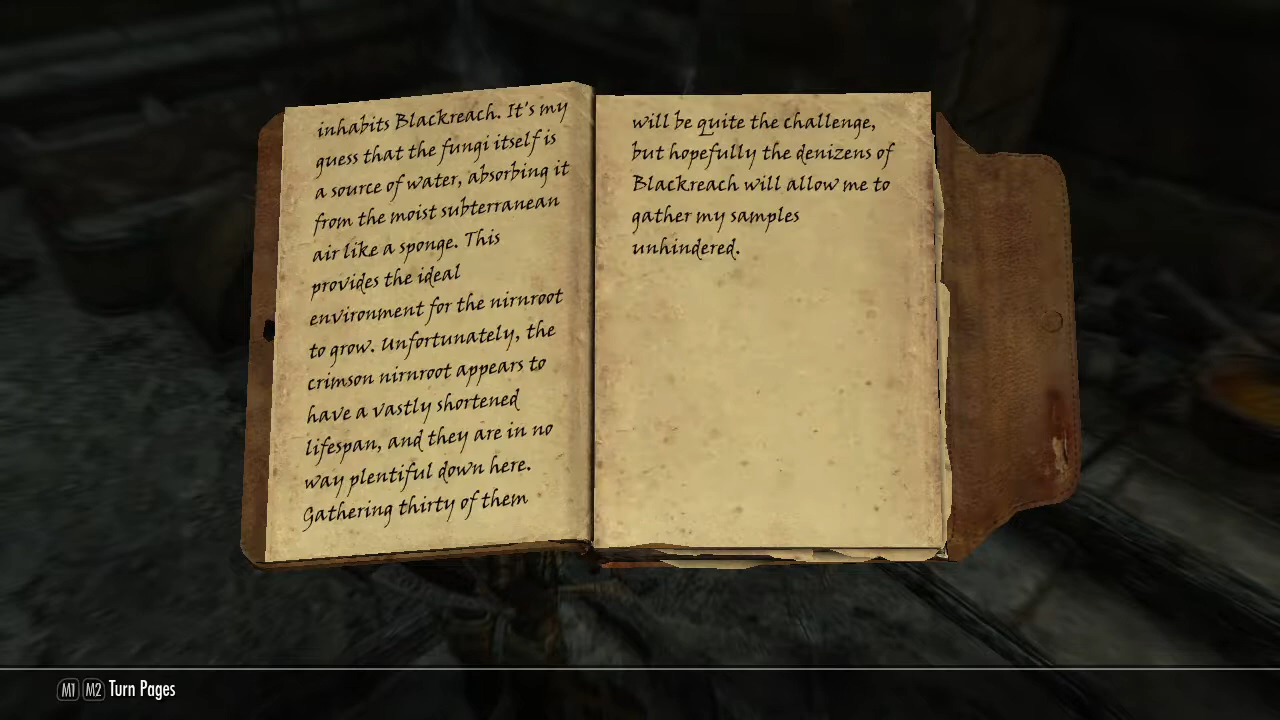 inhabits Blackreach. It's my
guess that the fungi itself is
a source of water, absorbing it
from the moist subterranean
air like a sponge. This
provides the ideal
environment for the nirnroot
to grow. Unfortunately, the
crimson nirnroot appears to
have a vastly shortened
lifespan, and they are in no
way plentiful down here.
Gathering thirty of them
will be quite the challenge,
but hopefully the denizens of
Blackreach will allow me to
gather my samples
unhindered.
M1 M2 Turn Pages